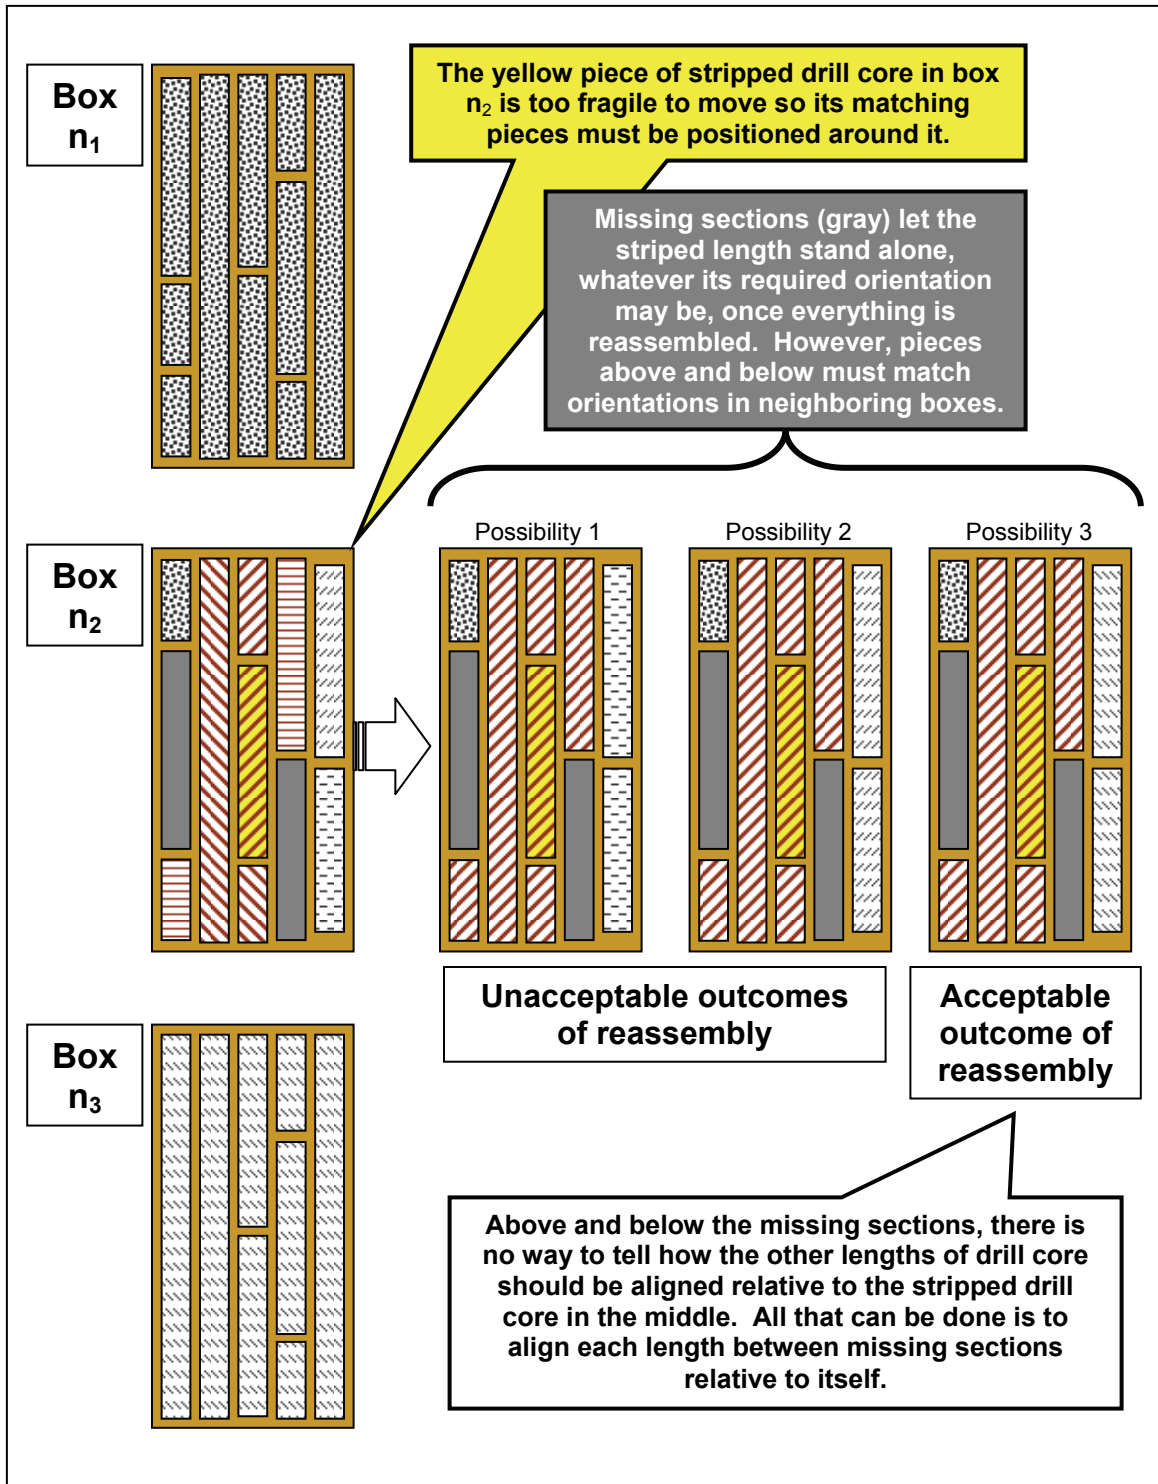 Box
n1
The yellow piece of stripped drill core in box
n2 is too fragile to move so its matching
pieces must be positioned around it.
Missing sections (gray) let the
striped length stand alone,
whatever its required orientation
may be, once everything is
reassembled. However, pieces
above and below must match
orientations in neighboring boxes.
Box
n2
Possibility 1
Possibility 2
Possibility 3
Unacceptable outcomes
of reassembly
Acceptable
outcome of
reassembly
Box
n3
Above and below the missing sections, there is
no way to tell how the other lengths of drill core
should be aligned relative to the stripped drill
core in the middle. All that can be done is to
align each length between missing sections
relative to itself.